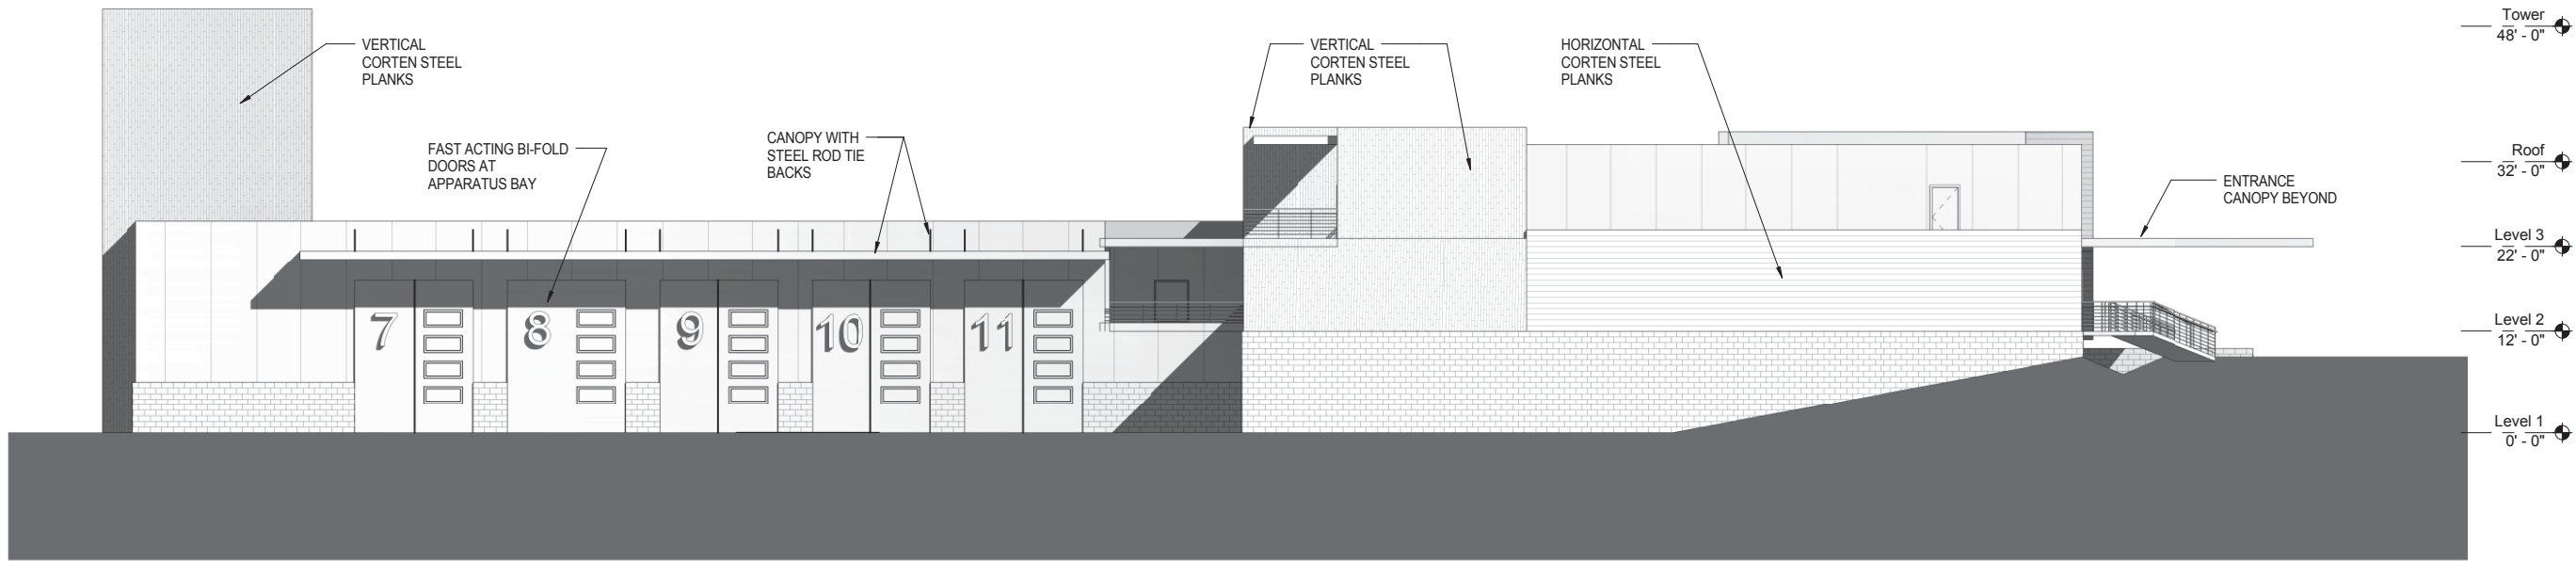 VERTICAL
CORTEN STEEL
PLANKS
FAST ACTING BI-FOLD
DOORS AT
APPARATUS BAY
CANOPY WITH
STEEL ROD TIE
BACKS
VERTICAL
CORTEN STEEL
PLANKS
HORIZONTAL
CORTEN STEEL
PLANKS
ENTRANCE
CANOPY BEYOND
Tower
48' - 0"
Roof
32' - 0"
Level 3
22' - 0"
Level 2
12' - 0"
Level 1
0' - 0"
7 8 9 10 11